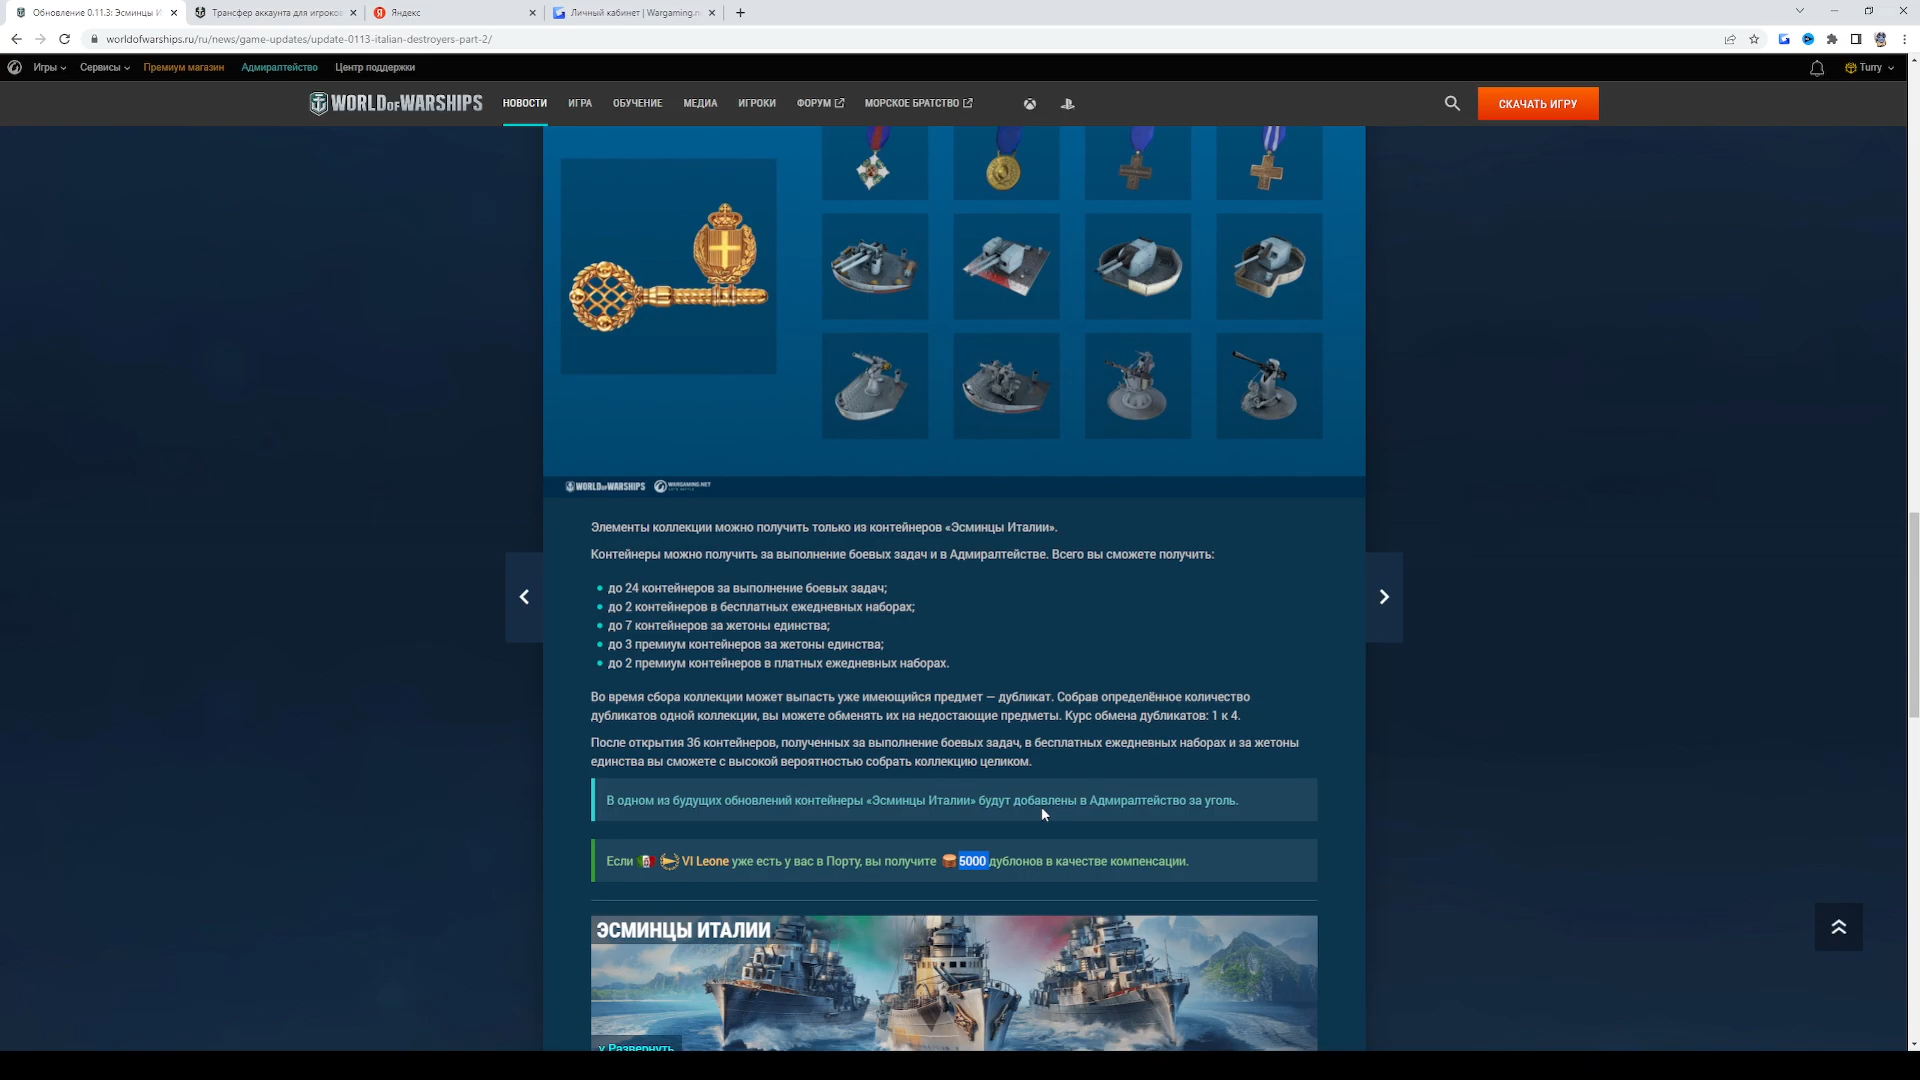 Обновление 0.11.3: Эсминцы И
Трансфер аккаунта для игроков
Яндекс
Личный кабинет | Wargaming.n
worldofwarships.ru/ru/news/game-updates/update-0113-italian-destroyers-part-2/
Игры
Сервисы
Премиум магазин
Адмиралтейство
Центр поддержки
Turry
WORLD OF WARSHIPS
НОВОСТИ
ИГРА
ОБУЧЕНИЕ
МЕДИА
ИГРОКИ
ФОРУМ
МОРСКОЕ БРАТСТВО
СКАЧАТЬ ИГРУ
WORLD OF WARSHIPS WARGAMING.NET
Элементы коллекции можно получить только из контейнеров «Эсминцы Италии».
Контейнеры можно получить за выполнение боевых задач и в Адмиралтействе. Всего вы сможете получить:
до 24 контейнеров за выполнение боевых задач;
до 2 контейнеров в бесплатных ежедневных наборах;
до 7 контейнеров за жетоны единства;
до 3 премиум контейнеров за жетоны единства;
до 2 премиум контейнеров в платных ежедневных наборах.
Во время сбора коллекции может выпасть уже имеющийся предмет — дубликат. Собрав определённое количество
дубликатов одной коллекции, вы можете обменять их на недостающие предметы. Курс обмена дубликатов: 1 к 4.
После открытия 36 контейнеров, полученных за выполнение боевых задач, в бесплатных ежедневных наборах и за жетоны
единства вы сможете с высокой вероятностью собрать коллекцию целиком.
В одном из будущих обновлений контейнеры «Эсминцы Италии» будут добавлены в Адмиралтейство за уголь.
Если VI Leone уже есть у вас в Порту, вы получите 5000 дублонов в качестве компенсации.
ЭСМИНЦЫ ИТАЛИИ
Развернуть